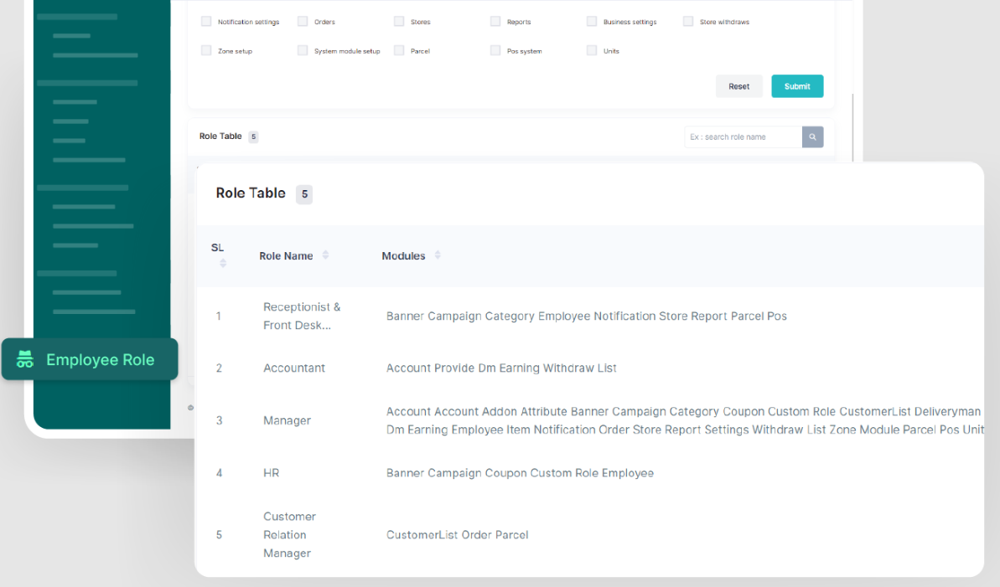 Notification settings Orders Stores Reports Business settings Store withdraws
Zone setup System module setup Parcel Pos system Units
Reset Submit
Role Table 5 Ex : search role name
Role Table 5
SL Role Name Modules
1 Receptionist & Front Desk... Banner Campaign Category Employee Notification Store Report Parcel Pos
2 Accountant Account Provide Dm Earning Withdraw List
3 Manager Account Account Addon Attribute Banner Campaign Category Coupon Custom Role CustomerList Deliveryman
Dm Earning Employee Item Notification Order Store Report Settings Withdraw List Zone Module Parcel Pos Unit
4 HR Banner Campaign Coupon Custom Role Employee
5 Customer Relation Manager CustomerList Order Parcel
Employee Role
©